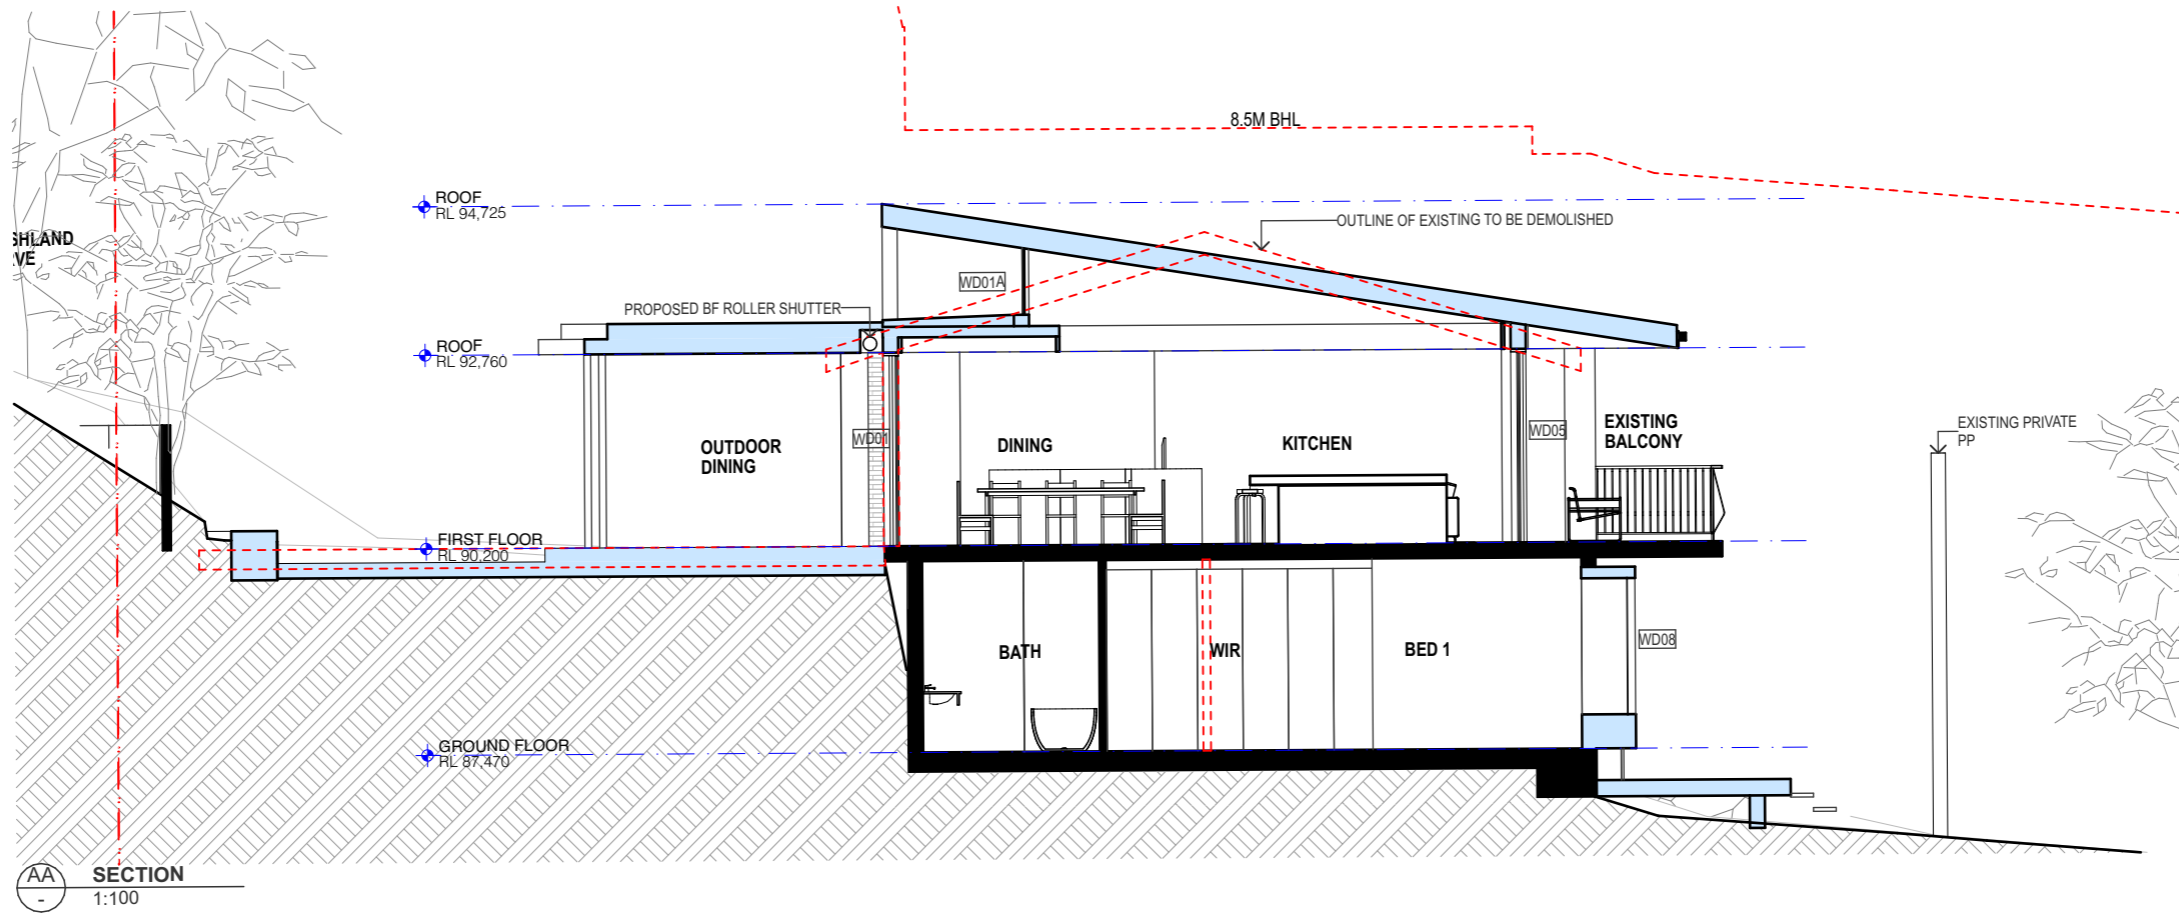 8.5M BHL
ROOF
RL 94,725
OUTLINE OF EXISTING TO BE DEMOLISHED
SHLAND
VE
WD01A
PROPOSED BF ROLLER SHUTTER
ROOF
RL 92,760
WD01
OUTDOOR
DINING
DINING
KITCHEN
WD05
EXISTING
BALCONY
EXISTING PRIVATE
PP
FIRST FLOOR
RL 90,200
BATH
WIR
BED 1
WD08
GROUND FLOOR
RL 87,470
AA
-
SECTION
1:100